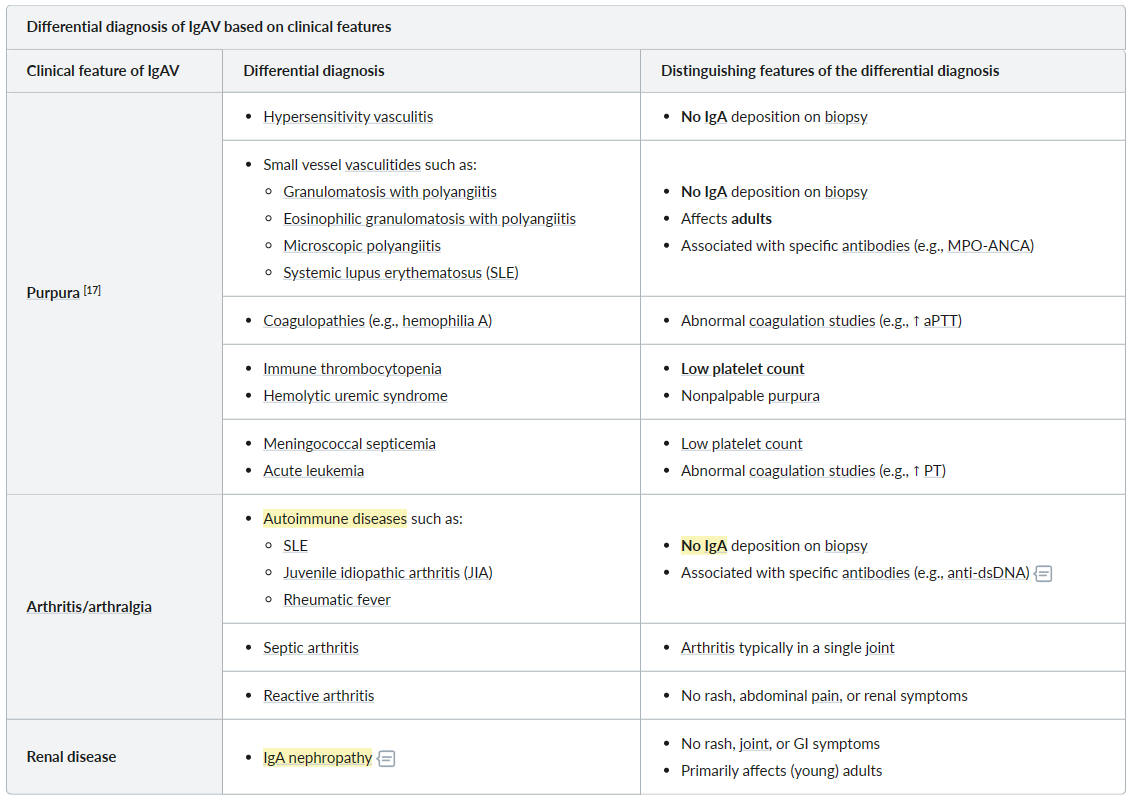 Differential diagnosis of IgAV based on clinical features
Clinical feature of IgAV
Differential diagnosis
Distinguishing features of the differential diagnosis
Purpura [17]
• Hypersensitivity vasculitis
• No IgA deposition on biopsy
• Small vessel vasculitides such as:
○ Granulomatosis with polyangiitis
○ Eosinophilic granulomatosis with polyangiitis
○ Microscopic polyangiitis
○ Systemic lupus erythematosus (SLE)
• No IgA deposition on biopsy
• Affects adults
• Associated with specific antibodies (e.g., MPO-ANCA)
• Coagulopathies (e.g., hemophilia A)
• Abnormal coagulation studies (e.g., ↑ aPTT)
• Immune thrombocytopenia
• Hemolytic uremic syndrome
• Low platelet count
• Nonpalpable purpura
• Meningococcal septicemia
• Acute leukemia
• Low platelet count
• Abnormal coagulation studies (e.g., ↑ PT)
Arthritis/arthralgia
• Autoimmune diseases such as:
○ SLE
○ Juvenile idiopathic arthritis (JIA)
○ Rheumatic fever
• No IgA deposition on biopsy
• Associated with specific antibodies (e.g., anti-dsDNA)
• Septic arthritis
• Arthritis typically in a single joint
• Reactive arthritis
• No rash, abdominal pain, or renal symptoms
Renal disease
• IgA nephropathy
• No rash, joint, or GI symptoms
• Primarily affects (young) adults